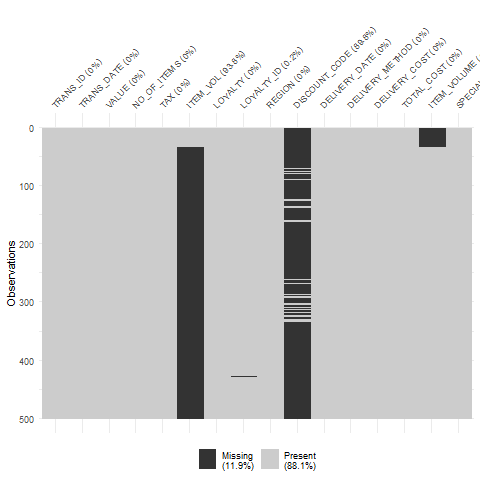 TRANS_ID (0%)
TRANS_DATE (0%)
VALUE (0%)
NO_OF_ITEMS (0%)
TAX (0%)
ITEM_VOL (93.6%)
LOYALTY (0%)
LOYALTY_ID (0.2%)
REGION (0%)
DISCOUNT_CODE (89.8%)
DELIVERY_DATE (0%)
DELIVERY_METHOD (0%)
DELIVERY_COST (0%)
TOTAL_COST (0%)
ITEM_VOLUME (
SPECIAL
0
100
200
300
400
500
Observations
Missing
(11.9%)
Present
(88.1%)